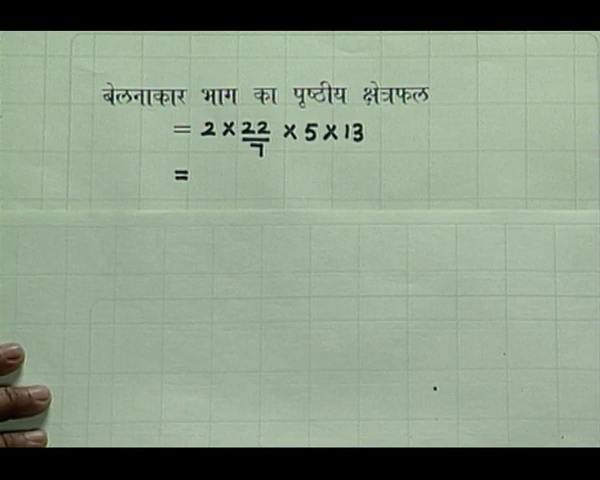 बेलनाकार भाग का पृष्ठीय क्षेत्रफल
= 2 × 22/7 × 5 × 13
=